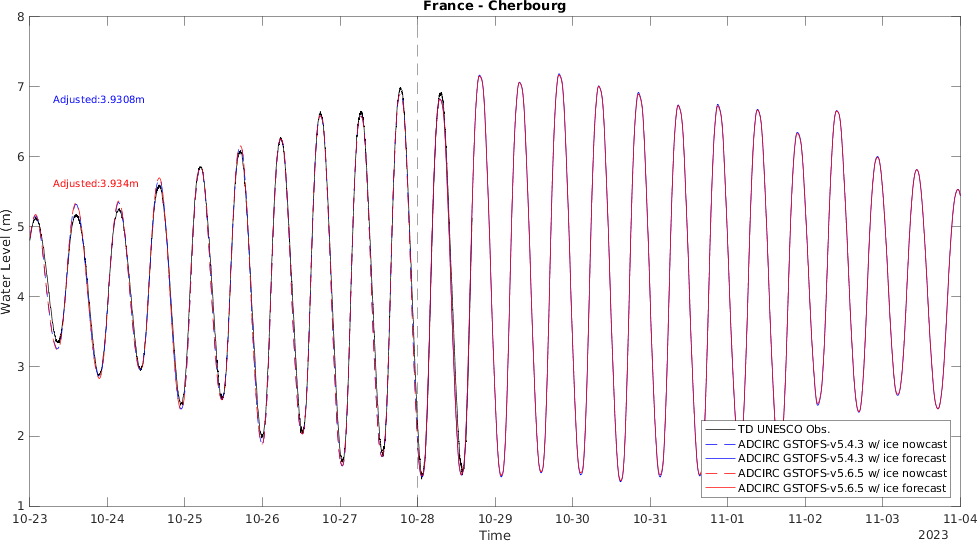 France - Cherbourg
8
7
6
5
4
3
2
1
Water Level (m)
Adjusted:3.9308m
Adjusted:3.934m
TD UNESCO Obs.
ADCIRC GSTOFS-v5.4.3 w/ ice nowcast
ADCIRC GSTOFS-v5.4.3 w/ ice forecast
ADCIRC GSTOFS-v5.6.5 w/ ice nowcast
ADCIRC GSTOFS-v5.6.5 w/ ice forecast
10-23 10-24 10-25 10-26 10-27 10-28 10-29 10-30 10-31 11-01 11-02 11-03 11-04
Time
2023